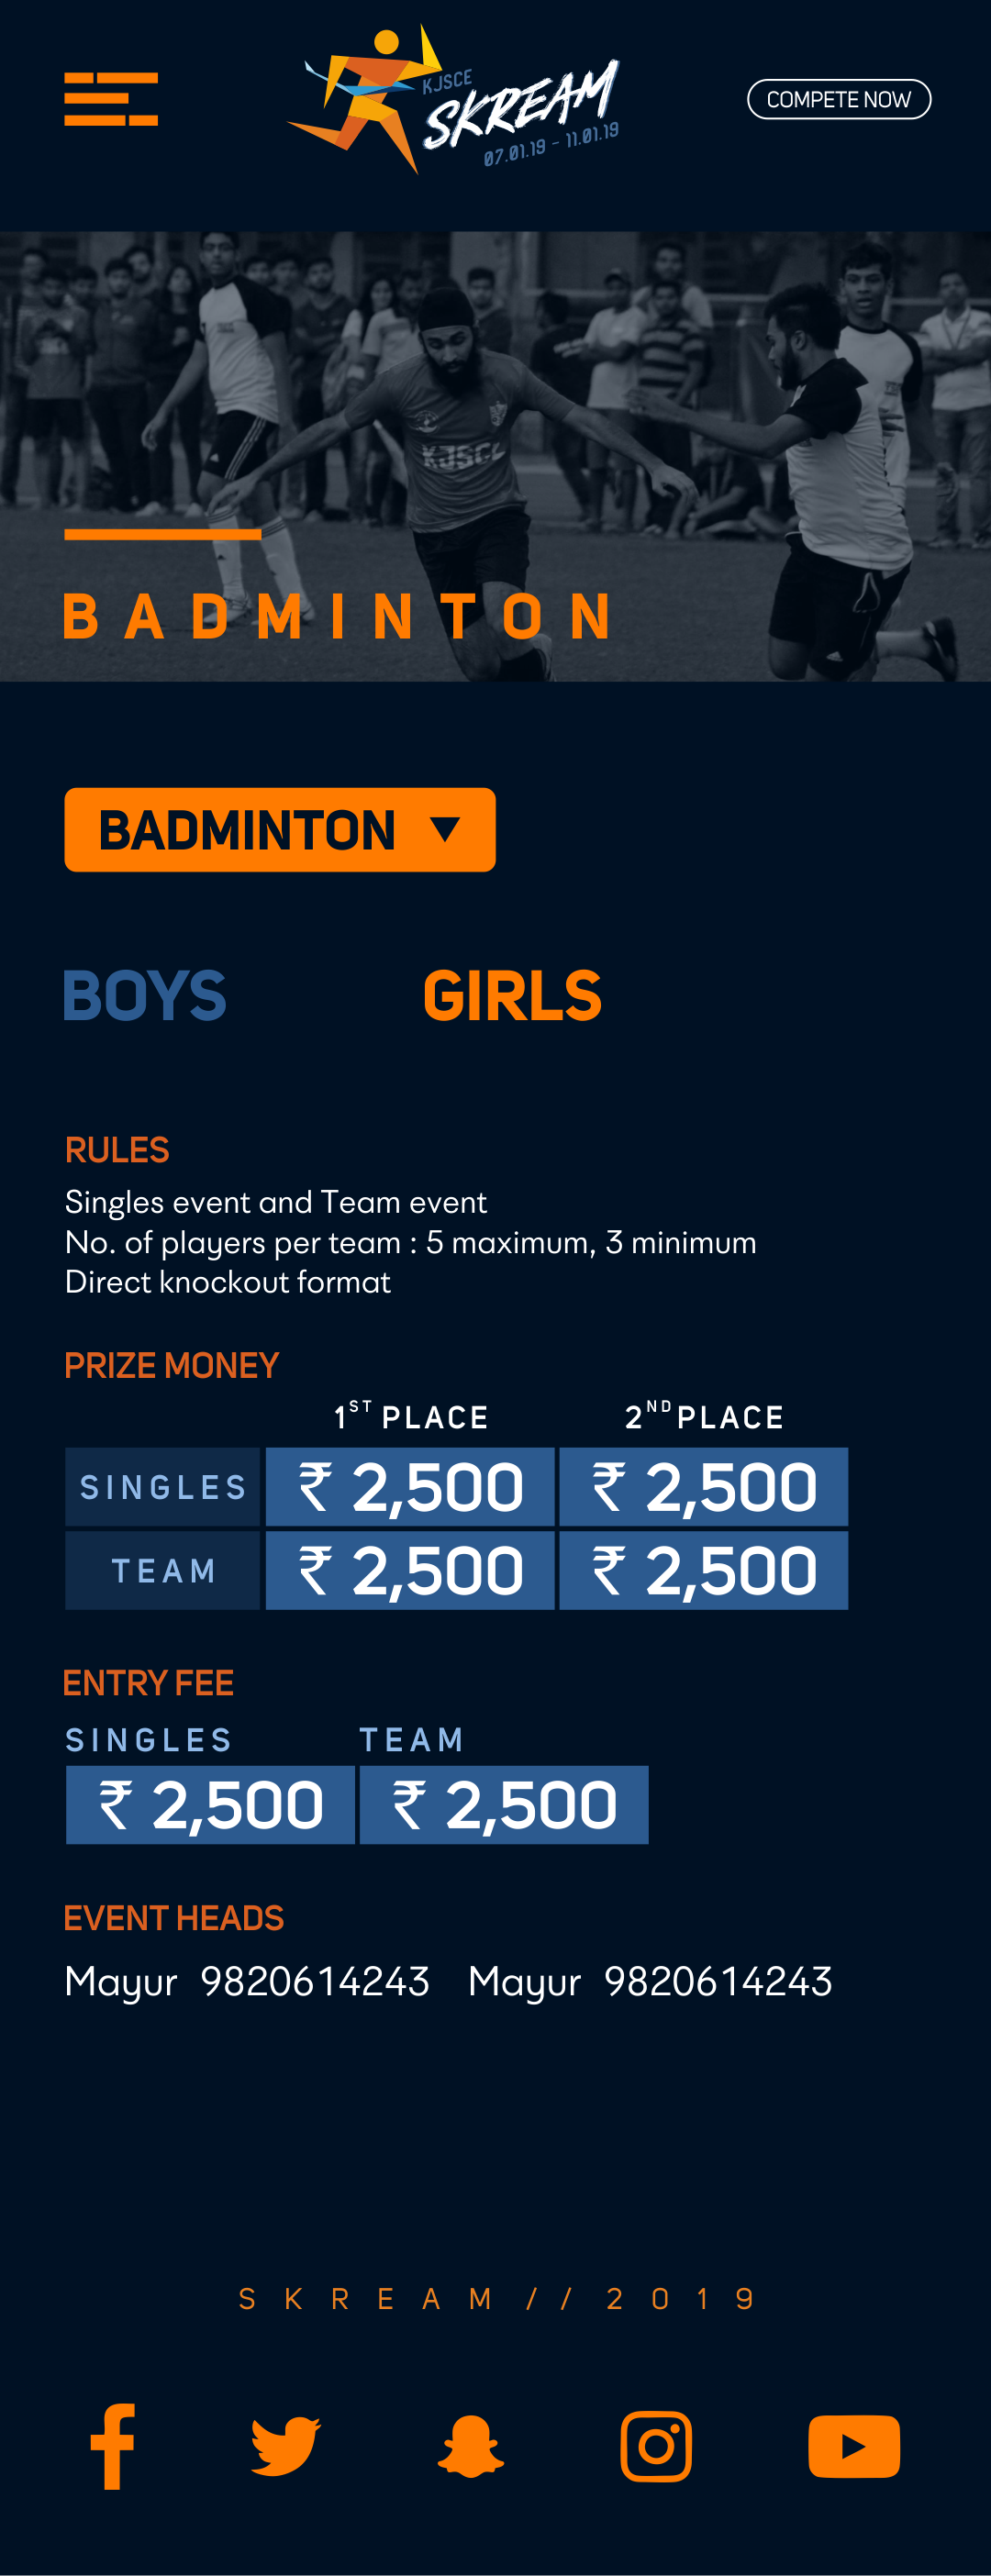 KJSCE
SKREAM
07.01.19 - 11.01.19
COMPETE NOW
KJSCE
BADMINTON
BADMINTON
BOYS GIRLS
RULES
Singles event and Team event
No. of players per team : 5 maximum, 3 minimum
Direct knockout format
PRIZE MONEY
1ST PLACE 2ND PLACE
SINGLES ₹ 2,500 ₹ 2,500
TEAM ₹ 2,500 ₹ 2,500
ENTRY FEE
SINGLES TEAM
₹ 2,500 ₹ 2,500
EVENT HEADS
Mayur 9820614243 Mayur 9820614243
SKREAM // 2019